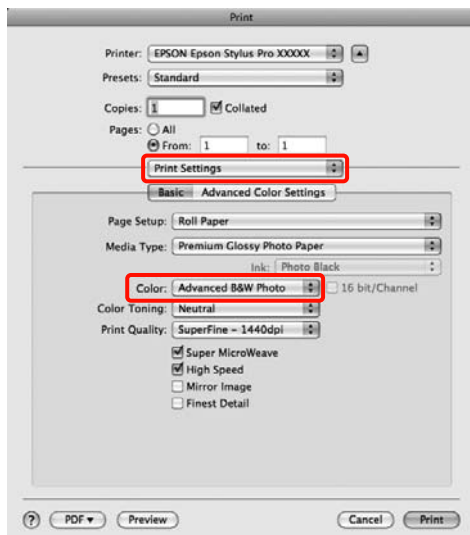 Print
Printer: EPSON Epson Stylus Pro XXXXX
Presets: Standard
Copies: 1 Collated
Pages: All
From: 1 to: 1
Print Settings
Basic Advanced Color Settings
Page Setup: Roll Paper
Media Type: Premium Glossy Photo Paper
Ink: Photo Black
Color: Advanced B&W Photo 16 bit/Channel
Color Toning: Neutral
Print Quality: SuperFine - 1440dpi
Super MicroWeave
High Speed
Mirror Image
Finest Detail
? PDF Preview Cancel Print